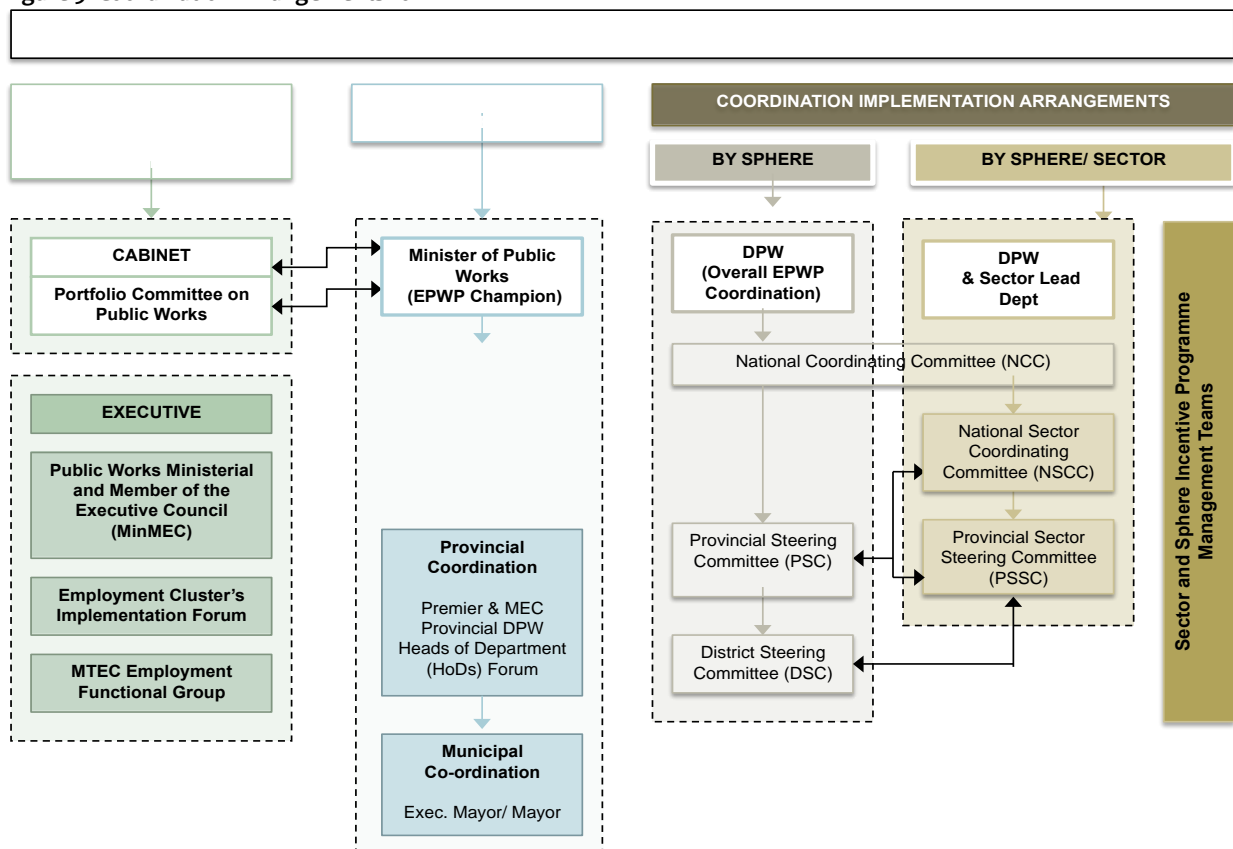 COORDINATION IMPLEMENTATION ARRANGEMENTS
BY SPHERE
BY SPHERE/ SECTOR
CABINET
Portfolio Committee on
Public Works
Minister of Public
Works
(EPWP Champion)
DPW
(Overall EPWP
Coordination)
DPW
& Sector Lead
Dept
National Coordinating Committee (NCC)
EXECUTIVE
Public Works Ministerial
and Member of the
Executive Council
(MinMEC)
Employment Cluster's
Implementation Forum
MTEC Employment
Functional Group
Provincial
Coordination
Premier & MEC
Provincial DPW
Heads of Department
(HoDs) Forum
Municipal
Co-ordination
Exec. Mayor/ Mayor
National Sector
Coordinating
Committee (NSCC)
Provincial Steering
Committee (PSC)
Provincial Sector
Steering Committee
(PSSC)
District Steering
Committee (DSC)
Sector and Sphere Incentive Programme
Management Teams